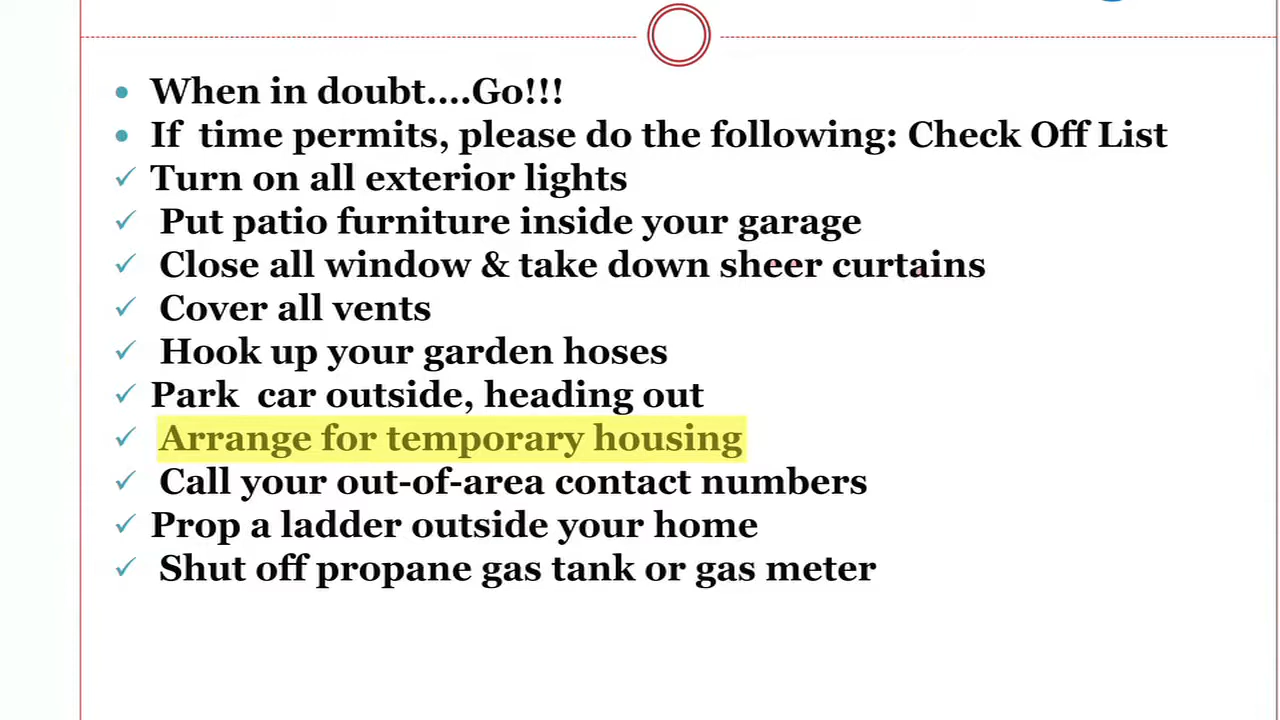 When in doubt....Go!!!
If time permits, please do the following: Check Off List
Turn on all exterior lights
Put patio furniture inside your garage
Close all window & take down sheer curtains
Cover all vents
Hook up your garden hoses
Park car outside, heading out
Arrange for temporary housing
Call your out-of-area contact numbers
Prop a ladder outside your home
Shut off propane gas tank or gas meter